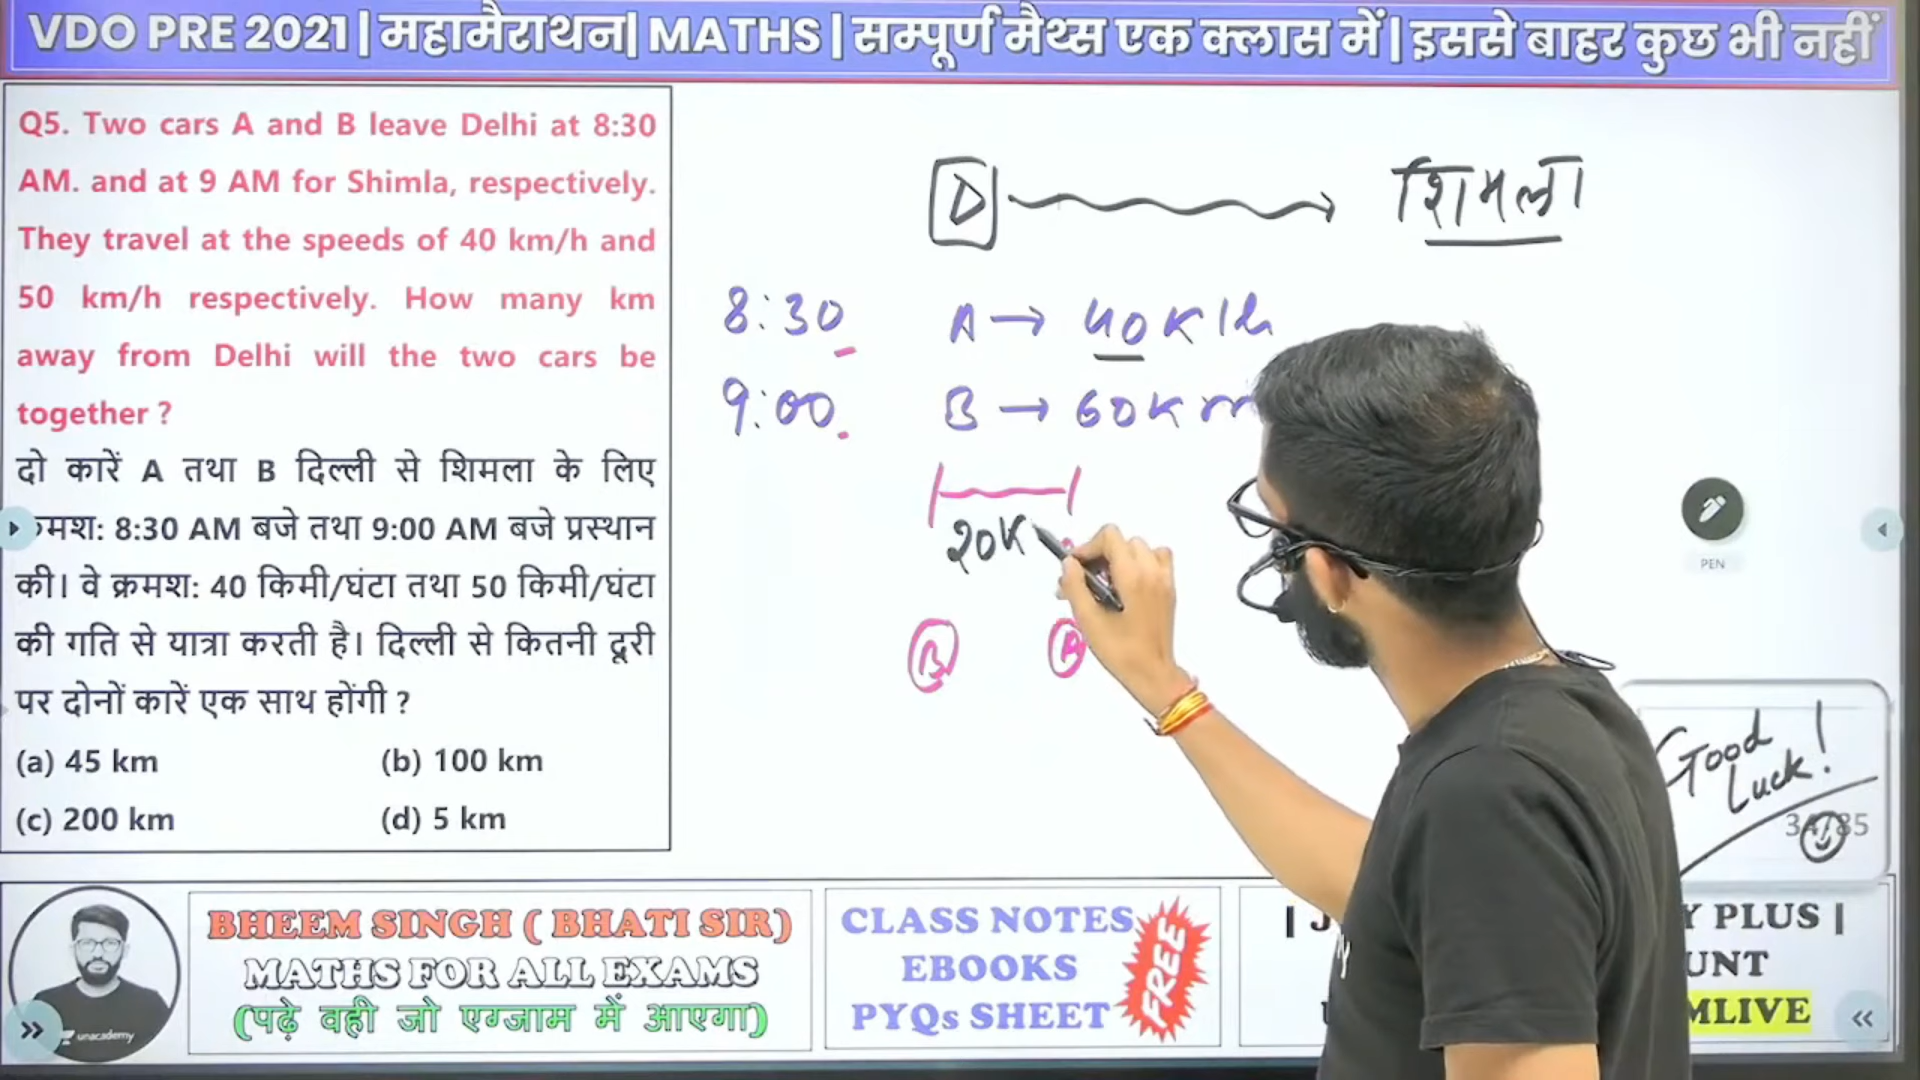 VDO PRE 2021 | महामैराथन| MATHS | सम्पूर्ण मैथ्स एक क्लास में | इससे बाहर कुछ भी नहीं
Q5. Two cars A and B leave Delhi at 8:30
AM. and at 9 AM for Shimla, respectively.
They travel at the speeds of 40 km/h and
50 km/h respectively. How many km
away from Delhi will the two cars be
together ?
दो कारें A तथा B दिल्ली से शिमला के लिए
मश: 8:30 AM बजे तथा 9:00 AM बजे प्रस्थान
की। वे क्रमश: 40 किमी/घंटा तथा 50 किमी/घंटा
की गति से यात्रा करती है। दिल्ली से कितनी दूरी
पर दोनों कारें एक साथ होंगी ?
(a) 45 km (b) 100 km
(c) 200 km (d) 5 km
D → शिमला
8:30 A → 40K/h
9:00 B → 60Km
20K
B A
PEN
Good
Luck!
34/85
BHEEM SINGH ( BHATI SIR)
MATHS FOR ALL EXAMS
(पढ़े वही जो एग्जाम में आएगा)
unacademy
CLASS NOTES
EBOOKS
PYQs SHEET
FREE
| J
Y PLUS |
UNT
MLIVE